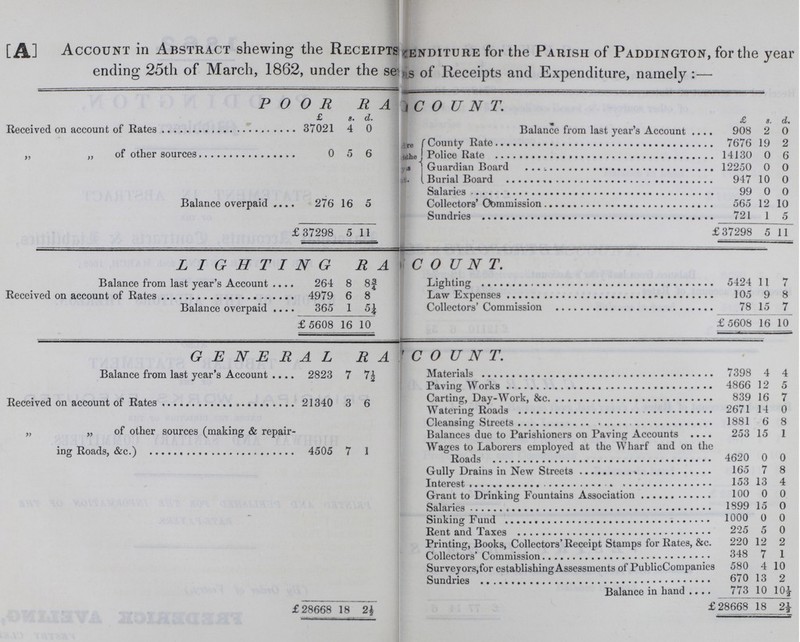 [A] ACCOUNT in ABSTRACT shewing the RECEIPTS ENDITURE for the PARISH of PADDINGTON, for the year
ending 25th of March, 1862, under the se s of Receipts and Expenditure, namely :—
POOR RA COUNT.
£ s. d.
Received on account of Rates .... 37021 4 0
„ „ of other sources .... 0 5 6
Balance overpaid .... 276 16 5
£37298 5 11
£ s. d.
Balance from last year's Account .... 908 2 0
County Rate .... 7676 19 2
Police Rate .... 14130 0 6
Guardian Board .... 12250 0 0
Burial Board .... 947 10 0
Salaries .... 99 0 0
Collectors' Commission .... 565 12 10
Sundries .... 721 1 5
£37298 5 11
LIGHTING RA COUNT.
Balance from last year's Account .... 264 8 8¾
Received on account of Rates .... 4979 6 8
Balance overpaid .... 365 1 5¼
£5608 16 10
Lighting .... 5424 11 7
Law Expenses .... 105 9 8
Collectors' Commission .... 78 15 7
£5608 16 10
GENERAL RA COUNT.
Balance from last year's Account .... 2823 7 7½
Received on account of Rates .... 21340 3 6
„ „ of other sources (making & repair-
ing Roads, &c.) .... 4505 7 1
£28668 18 2½
Materials .... 7398 4 4
Paving Works .... 4866 12 5
Carting, Day-Work, &c. .... 839 16 7
Watering Roads .... 2671 14 0
Cleansing Streets .... 1881 6 8
Balances due to Parishioners on Paving Accounts .... 253 15 1
Wages to Laborers employed at the Wharf and on the
Roads .... 4620 0 0
Gully Drains in New Streets .... 165 7 8
Interest .... 153 13 4
Grant to Drinking Fountains Association .... 100 0 0
Salaries .... 1899 15 0
Sinking Fund .... 1000 0 0
Rent and Taxes .... 225 5 0
Printing, Books, Collectors' Receipt Stamps for Rates, &c. 220 12 2
Collectors' Commission .... 348 7 1
Surveyors, for establishing Assessments of Public Companies 580 4 10
Sundries .... 670 13 2
Balance in hand .... 773 10 10½
£28668 18 2½